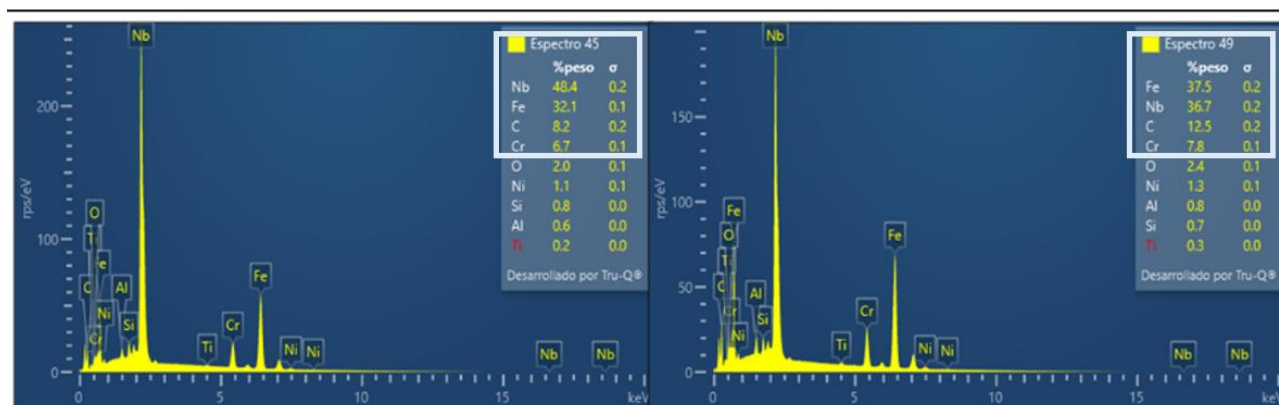 Espectro 45
%peso σ
Nb 48.4 0.2
Fe 32.1 0.1
C 8.2 0.2
Cr 6.7 0.1
O 2.0 0.1
Ni 1.1 0.1
Si 0.8 0.0
Al 0.6 0.0
Ti 0.2 0.0
Desarrollado por Tru-Q®
rps/eV
200
100
0
Nb
O
Fe
Al
Ni
Si
Ti
Cr
Fe
Ni
Ni
Nb
Nb
0 5 10 15 keV
Espectro 49
%peso σ
Fe 37.5 0.2
Nb 36.7 0.2
C 12.5 0.2
Cr 7.8 0.1
O 2.4 0.1
Ni 1.3 0.1
Al 0.8 0.0
Si 0.7 0.0
Ti 0.3 0.0
Desarrollado por Tru-Q®
rps/eV
150
100
50
0
Nb
Fe
O
Al
Cr
Si
Ni
Ti
Cr
Fe
Ni
Ni
Nb
Nb
0 5 10 15 ke